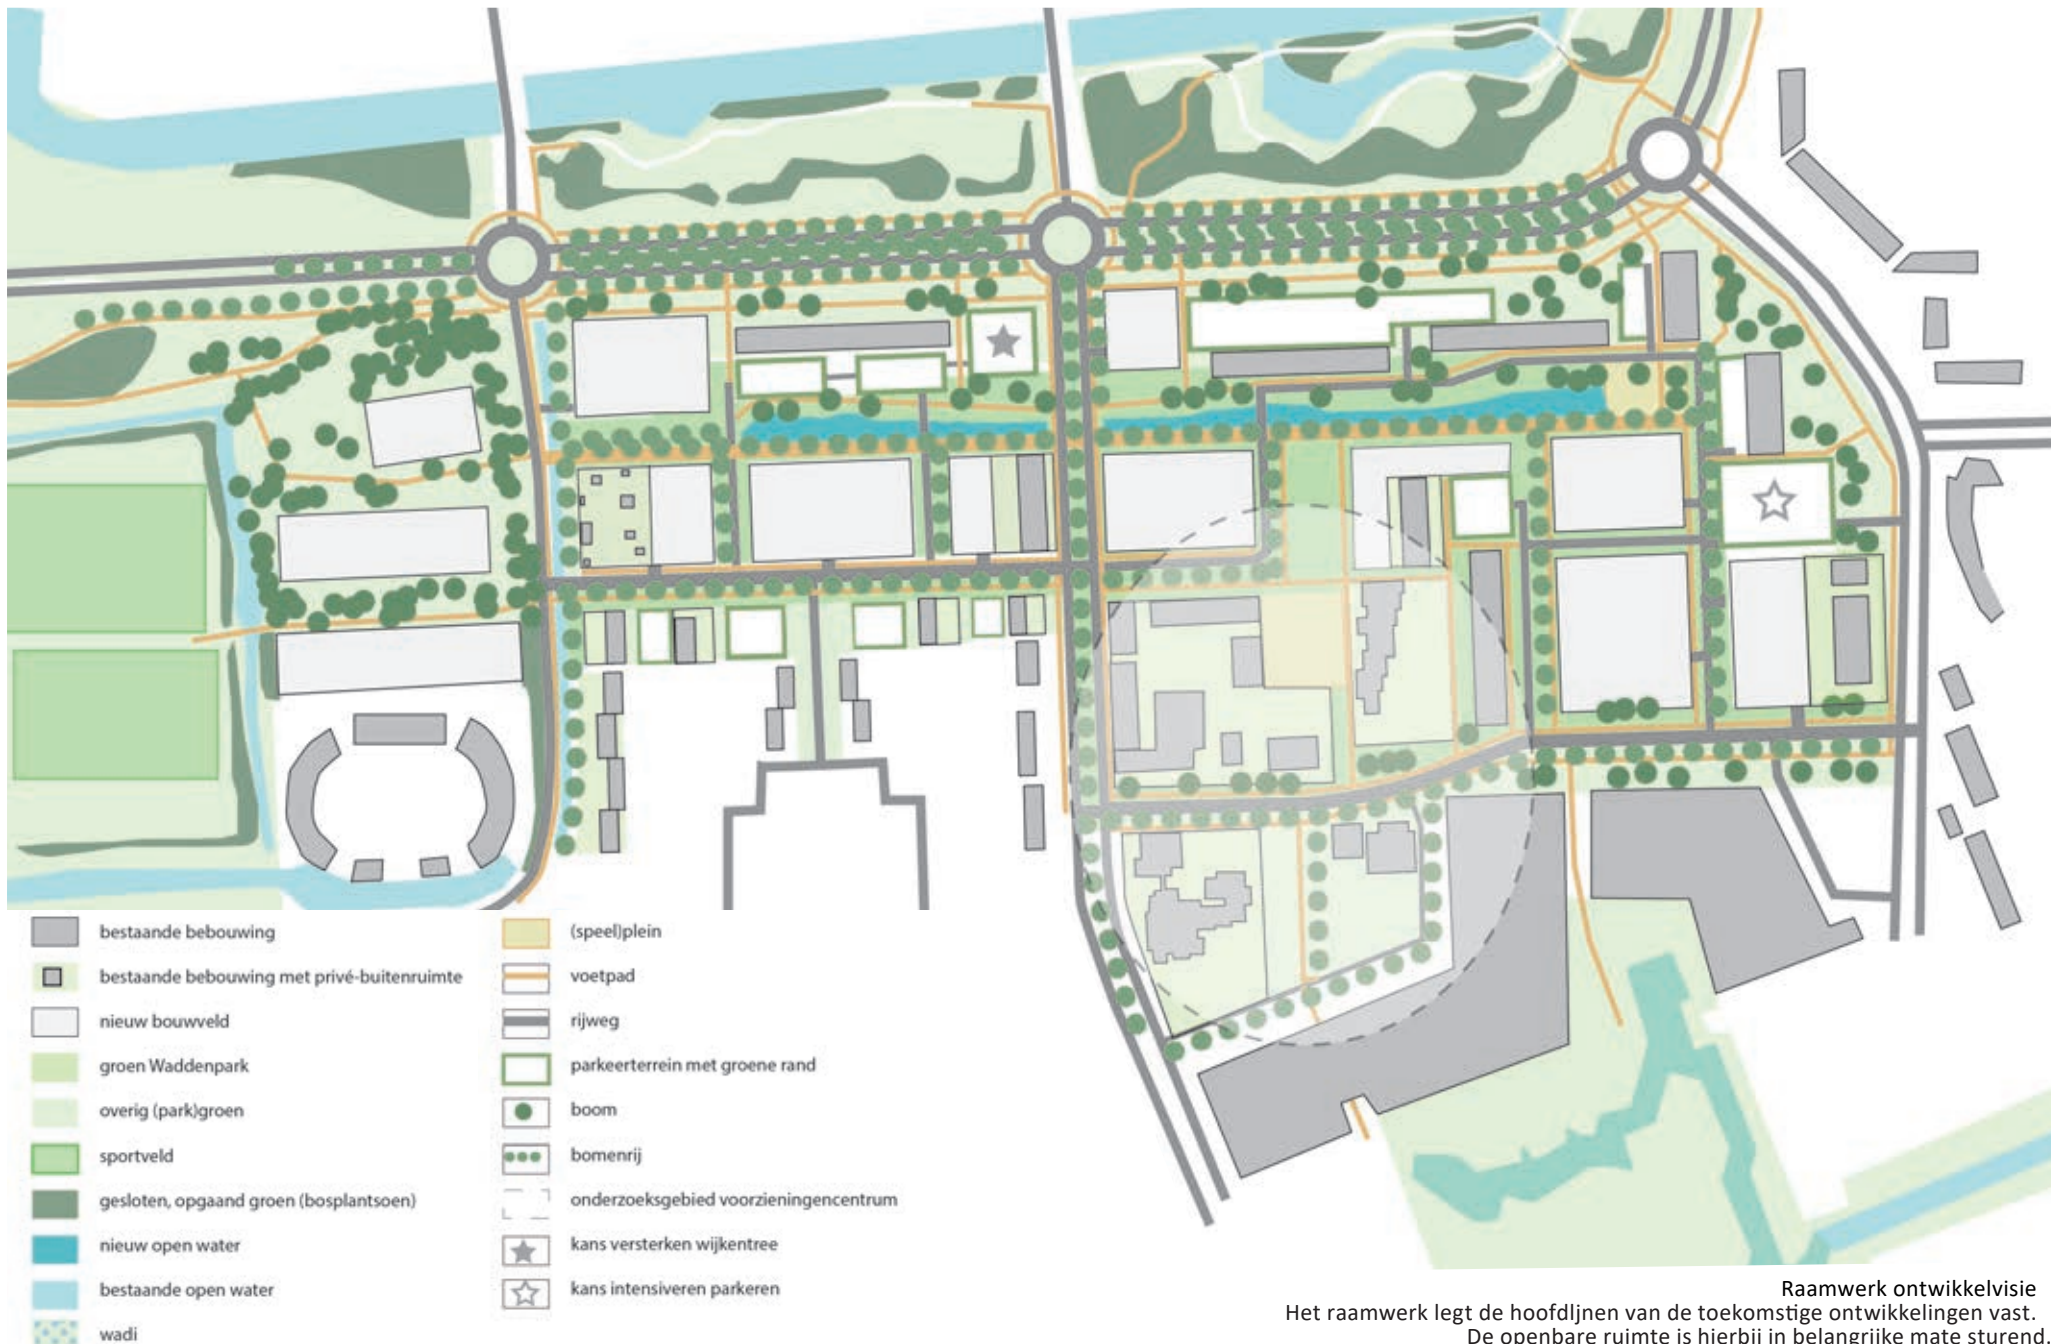 bestaande bebouwing
bestaande bebouwing met privé-buitenruimte
nieuw bouwveld
groen Waddenpark
overig (park)groen
sportveld
gesloten, opgaand groen (bosplantsoen)
nieuw open water
bestaande open water
wadi
(speel)plein
voetpad
rijweg
parkeerterrein met groene rand
boom
bomenrij
onderzoeksgebied voorzieningencentrum
kans versterken wijkentree
kans intensiveren parkeren
Raamwerk ontwikkelvisie
Het raamwerk legt de hoofdljnen van de toekomstige ontwikkelingen vast.
De openbare ruimte is hierbij in belangrijke mate sturend.